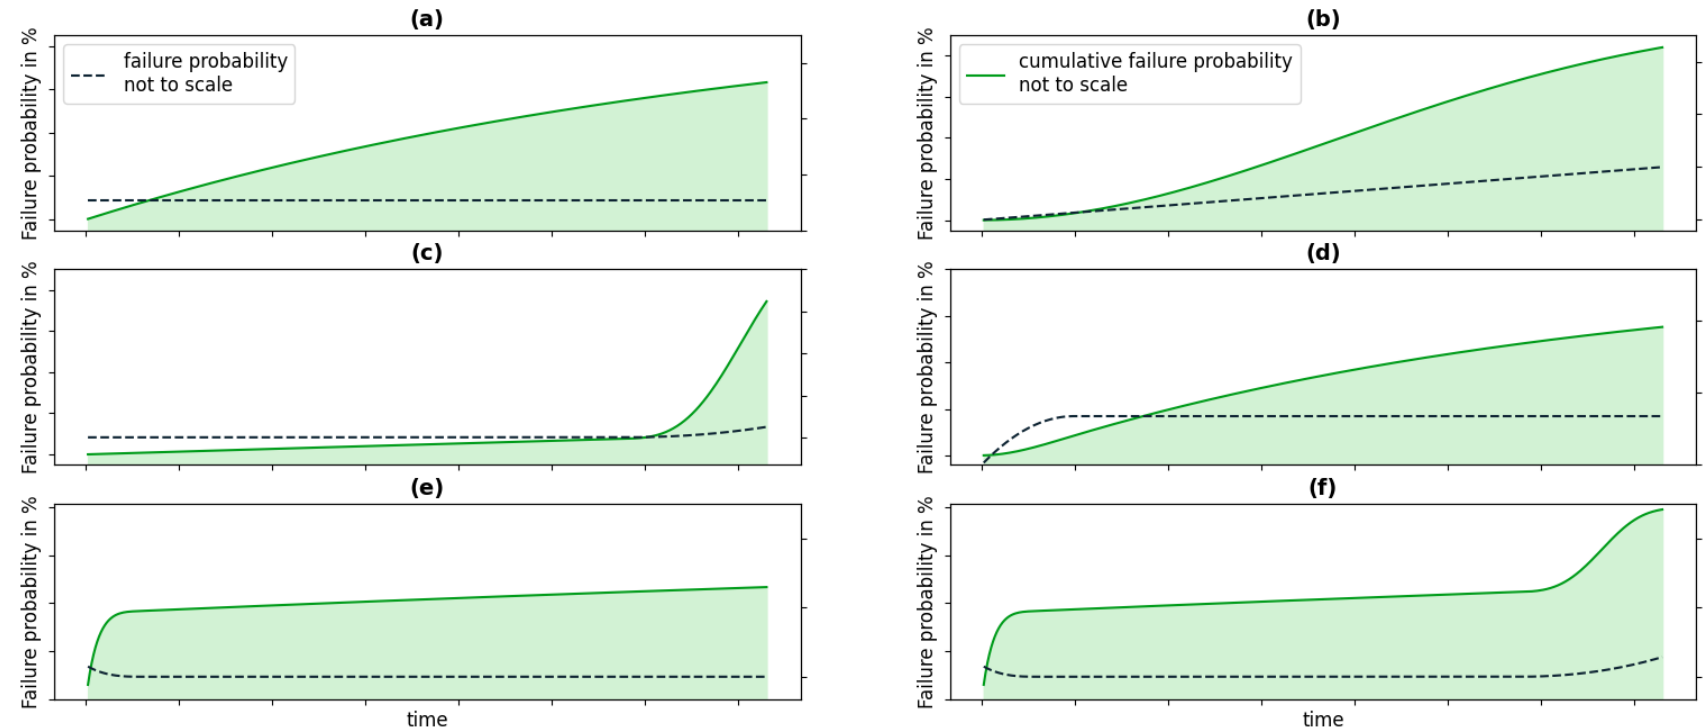 (a)
(b)
Failure probability in %
failure probability
not to scale
Failure probability in %
cumulative failure probability
not to scale
(c)
(d)
Failure probability in %
Failure probability in %
(e)
(f)
Failure probability in %
Failure probability in %
time
time